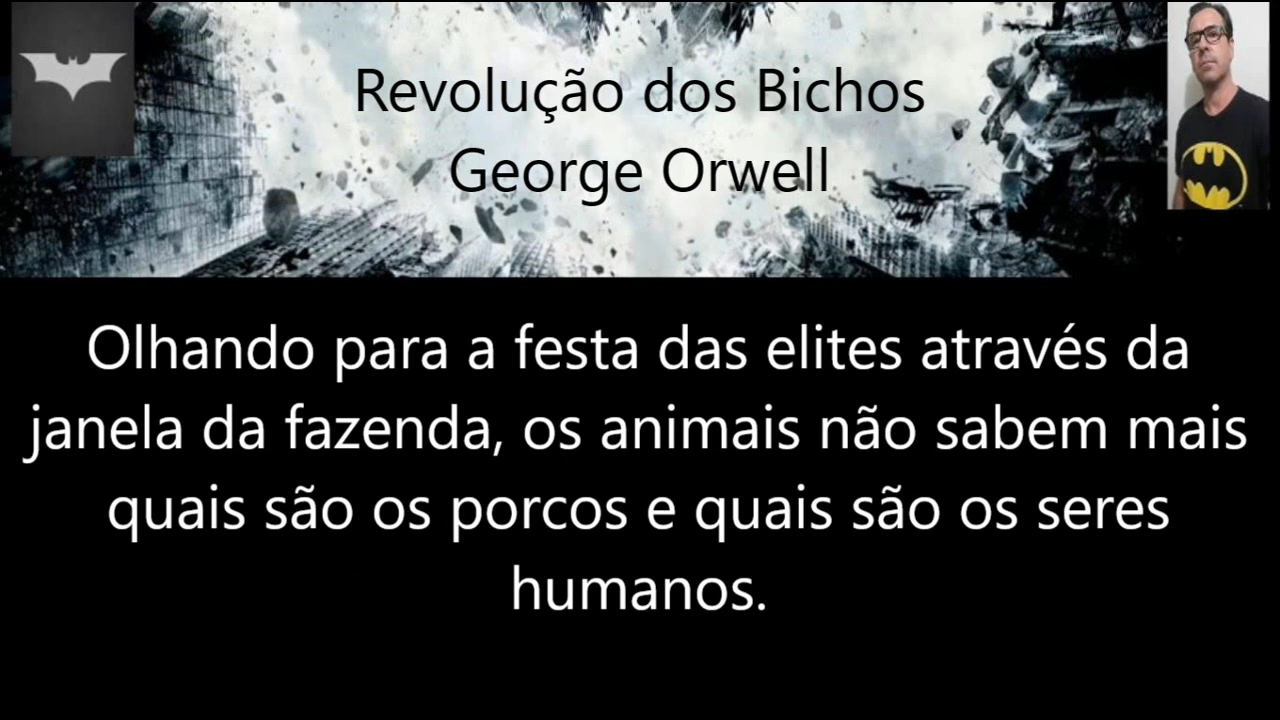 Revolução dos Bichos
George Orwell
Olhando para a festa das elites através da
janela da fazenda, os animais não sabem mais
quais são os porcos e quais são os seres
humanos.